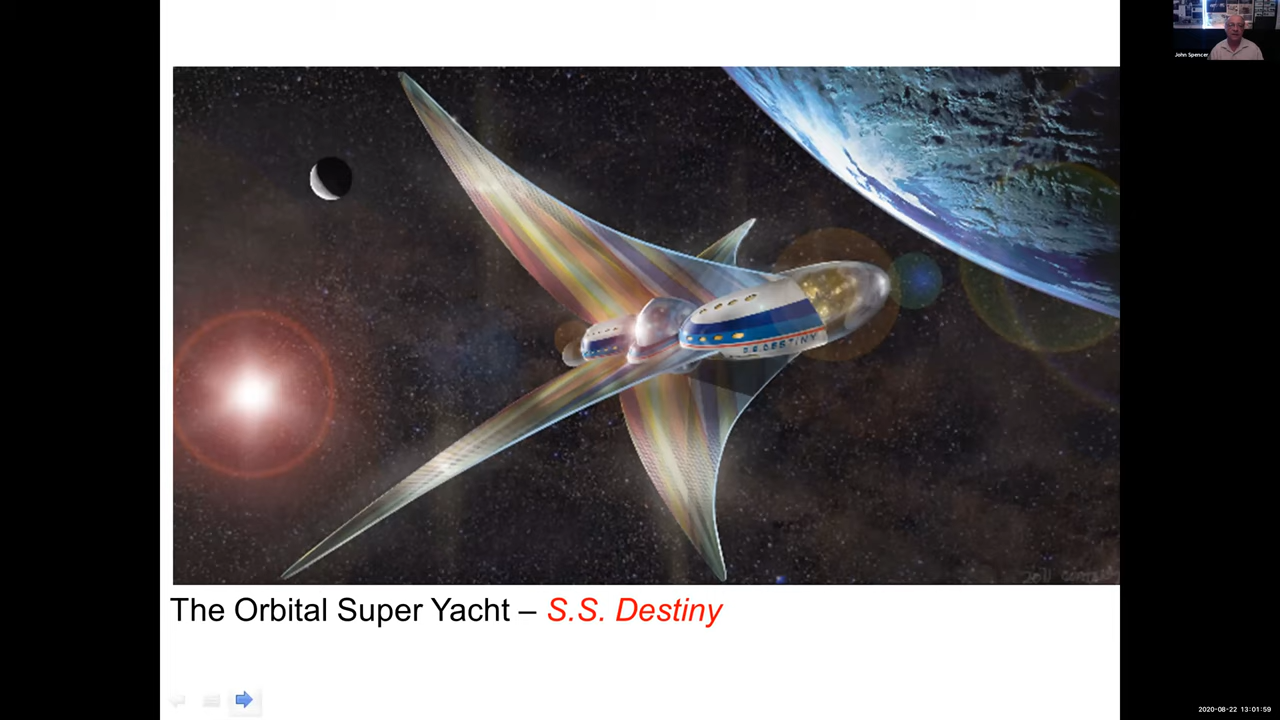 John Spencer
S.S. DESTINY
The Orbital Super Yacht – S.S. Destiny
2020-08-22 13:01:59